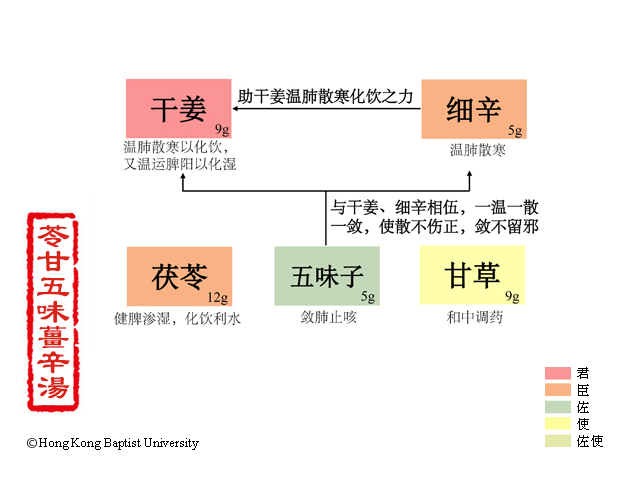 助干姜温肺散寒化饮之力
干姜
9g
细辛
5g
温肺散寒以化饮，
又温运脾阳以化湿
温肺散寒
与干姜、细辛相伍，一温一散
一敛，使散不伤正，敛不留邪
茯苓
12g
五味子
5g
甘草
9g
健脾渗湿，化饮利水
敛肺止咳
和中调药
苓甘五味薑辛湯
君
臣
佐
使
佐使
©Hong Kong Baptist University